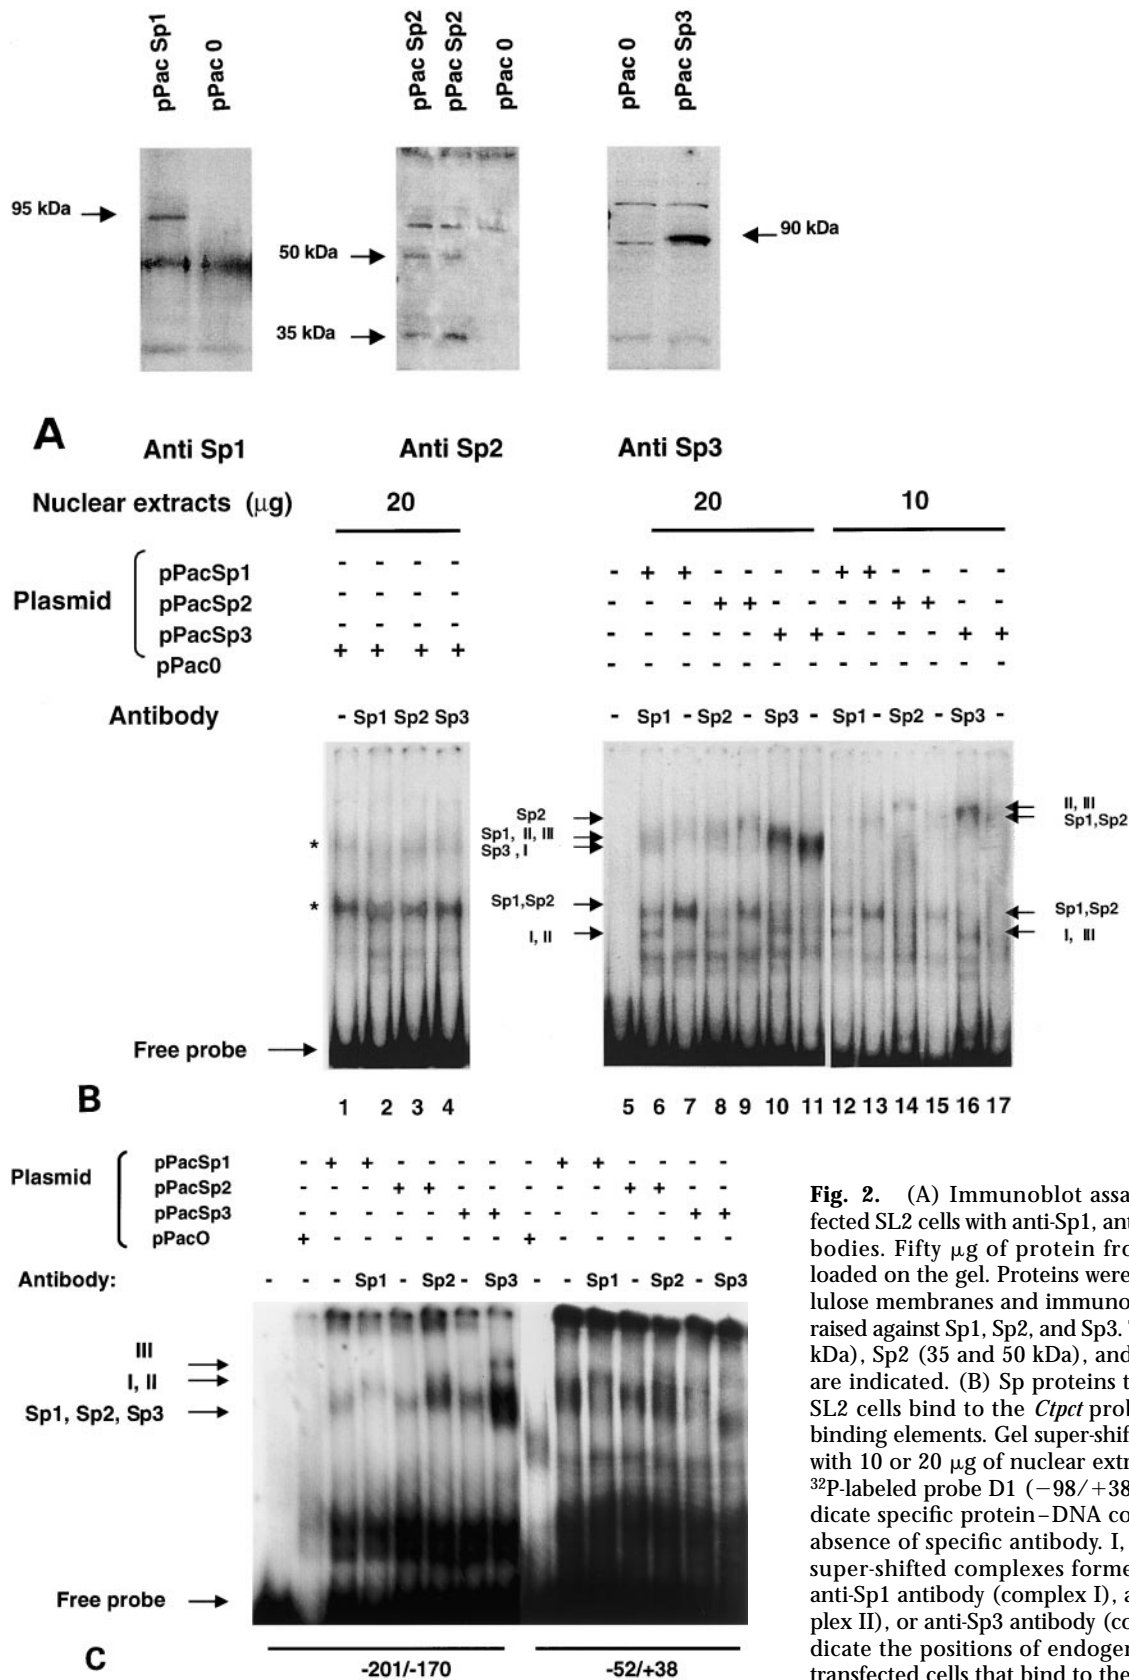 pPac Sp1 pPac 0 pPac Sp2 pPac Sp2 pPac 0 pPac 0 pPac Sp3
95 kDa
90 kDa
50 kDa
35 kDa
A
Anti Sp1 Anti Sp2 Anti Sp3
Nuclear extracts (μg) 20 20 10
Plasmid
pPacSp1 - - - - - + + - - - - + + - - - -
pPacSp2 - - - - - - - + + - - - - + + - -
pPacSp3 - - - - - - - - - + + - - - - + +
pPac0 + + + + - - - - - - - - - - - - -
Antibody - Sp1 Sp2 Sp3 - Sp1 - Sp2 - Sp3 - Sp1 - Sp2 - Sp3 -
*
*
Sp2
Sp1, II, III
Sp3 , I
Sp1,Sp2
I, II
II, III
Sp1,Sp2
Sp1,Sp2
I, III
Free probe
B
1 2 3 4 5 6 7 8 9 10 11 12 13 14 15 16 17
Plasmid
pPacSp1 - + + - - - - - + + - - - -
pPacSp2 - - - + + - - - - - + + - -
pPacSp3 - - - - - + + - - - - - + +
pPacO + - - - - - - + - - - - - -
Antibody: - - - Sp1 - Sp2 - Sp3 - - Sp1 - Sp2 - Sp3
III
I, II
Sp1, Sp2, Sp3
Free probe
C
-201/-170 -52/+38
Fig. 2. (A) Immunoblot assa
fected SL2 cells with anti-Sp1, ant
bodies. Fifty μg of protein fro
loaded on the gel. Proteins were
lulose membranes and immuno
raised against Sp1, Sp2, and Sp3.
kDa), Sp2 (35 and 50 kDa), and
are indicated. (B) Sp proteins t
SL2 cells bind to the Ctpct prob
binding elements. Gel super-shif
with 10 or 20 μg of nuclear extr
32P-labeled probe D1 (−98/+38
dicate specific protein–DNA co
absence of specific antibody. I,
super-shifted complexes forme
anti-Sp1 antibody (complex I), a
plex II), or anti-Sp3 antibody (co
dicate the positions of endogen
transfected cells that bind to the